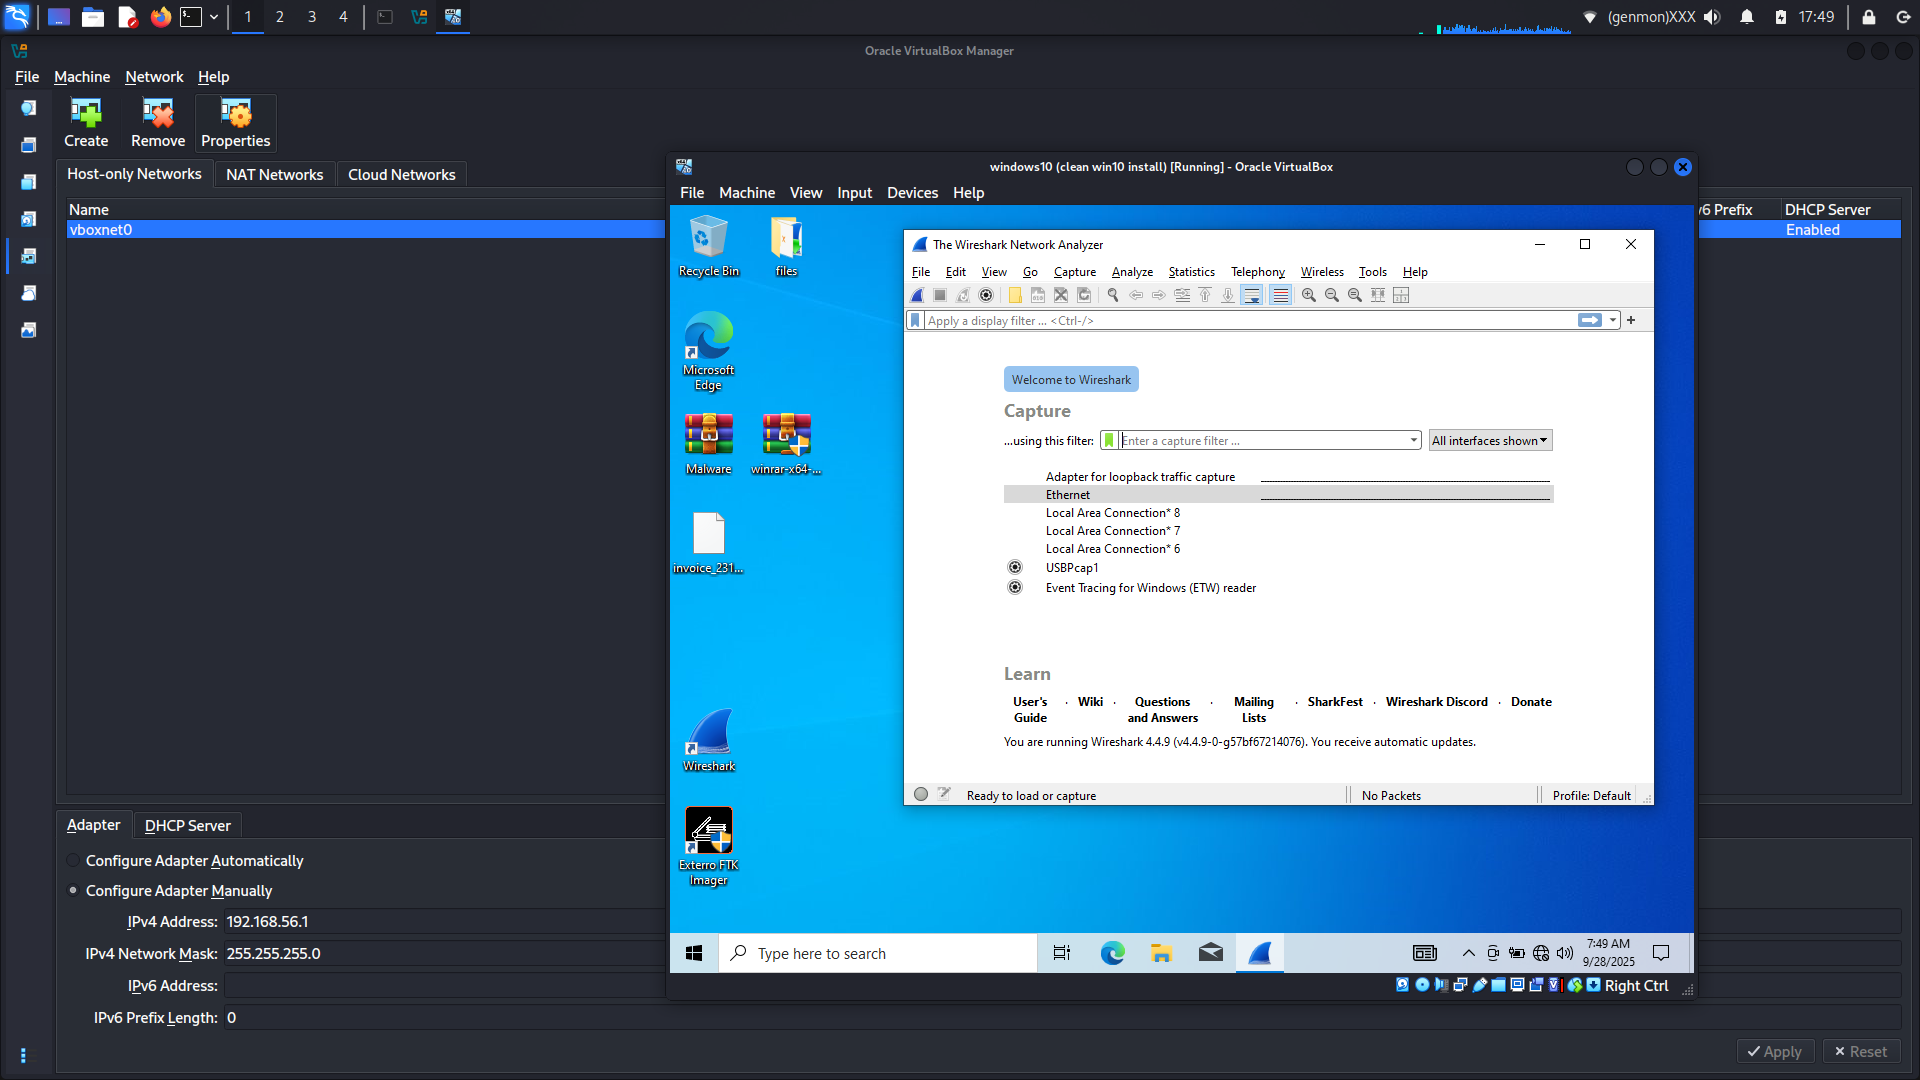 1 2 3 4 (genmon)XXX 17:49
Oracle VirtualBox Manager
File Machine Network Help
Create Remove Properties
Host-only Networks NAT Networks Cloud Networks
Name v6 Prefix DHCP Server
vboxnet0 Enabled
windows10 (clean win10 install) [Running] - Oracle VirtualBox
File Machine View Input Devices Help
Recycle Bin
files
Microsoft
Edge
Malware
winrar-x64-...
invoice_231...
Wireshark
Exterro FTK
Imager
The Wireshark Network Analyzer
File Edit View Go Capture Analyze Statistics Telephony Wireless Tools Help
Apply a display filter ... <Ctrl-/>
Welcome to Wireshark
Capture
...using this filter: Enter a capture filter ... All interfaces shown
Adapter for loopback traffic capture
Ethernet
Local Area Connection* 8
Local Area Connection* 7
Local Area Connection* 6
USBPcap1
Event Tracing for Windows (ETW) reader
Learn
User's Guide · Wiki · Questions and Answers · Mailing Lists · SharkFest · Wireshark Discord · Donate
You are running Wireshark 4.4.9 (v4.4.9-0-g57bf67214076). You receive automatic updates.
Ready to load or capture No Packets Profile: Default
Type here to search
7:49 AM
9/28/2025
Right Ctrl
Adapter DHCP Server
Configure Adapter Automatically
Configure Adapter Manually
IPv4 Address: 192.168.56.1
IPv4 Network Mask: 255.255.255.0
IPv6 Address:
IPv6 Prefix Length: 0
Apply Reset